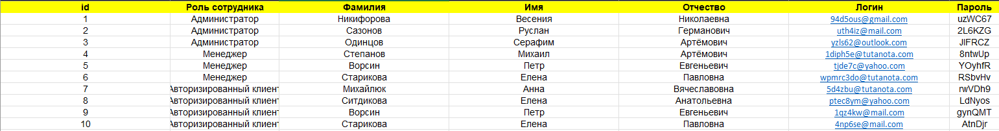 id Роль сотрудника Фамилия Имя Отчество Логин Пароль
1 Администратор Никифорова Весения Николаевна 94d5ous@gmail.com uzWC67
2 Администратор Сазонов Руслан Германович uth4iz@mail.com 2L6KZG
3 Администратор Одинцов Серафим Артёмович yzls62@outlook.com JlFRCZ
4 Менеджер Степанов Михаил Артёмович 1diph5e@tutanota.com 8ntwUp
5 Менеджер Ворсин Петр Евгеньевич tjde7c@yahoo.com YOyhfR
6 Менеджер Старикова Елена Павловна wpmrc3do@tutanota.com RSbvHv
7 Авторизированный клиент Михайлюк Анна Вячеславовна 5d4zbu@tutanota.com rwVDh9
8 Авторизированный клиент Ситдикова Елена Анатольевна ptec8ym@yahoo.com LdNyos
9 Авторизированный клиент Ворсин Петр Евгеньевич 1qz4kw@mail.com gynQMT
10 Авторизированный клиент Старикова Елена Павловна 4np6se@mail.com AtnDjr